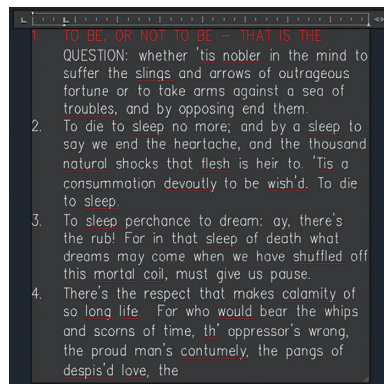 1. TO BE, OR NOT TO BE - THAT IS THE
QUESTION: whether 'tis nobler in the mind to
suffer the slings and arrows of outrageous
fortune or to take arms against a sea of
troubles, and by opposing end them.
2. To die to sleep no more; and by a sleep to
say we end the heartache, and the thousand
natural shocks that flesh is heir to. 'Tis a
consummation devoutly to be wish'd. To die
to sleep.
3. To sleep perchance to dream: ay, there's
the rub! For in that sleep of death what
dreams may come when we have shuffled off
this mortal coil, must give us pause.
4. There's the respect that makes calamity of
so long life. For who would bear the whips
and scorns of time, th' oppressor's wrong,
the proud man's contumely, the pangs of
despis'd love, the